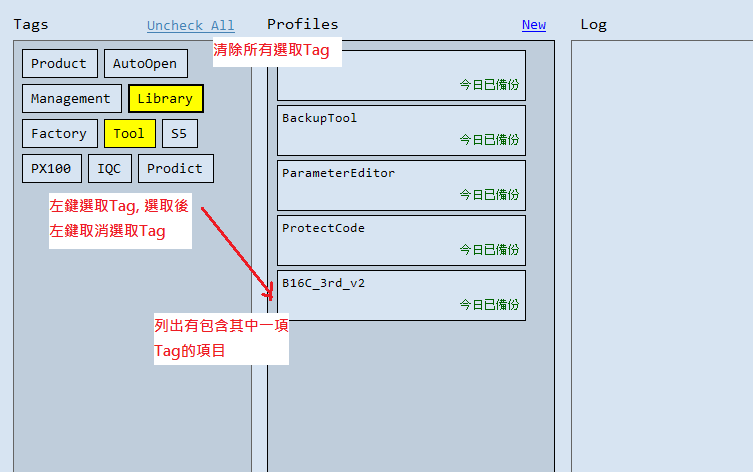 Tags
Uncheck All
Profiles
New
Log
清除所有選取Tag
Product
AutoOpen
今日已備份
Management
Library
BackupTool
今日已備份
Factory
Tool
S5
PX100
IQC
Prodict
ParameterEditor
今日已備份
左鍵選取Tag, 選取後
左鍵取消選取Tag
ProtectCode
今日已備份
B16C_3rd_v2
今日已備份
列出有包含其中一項
Tag的項目